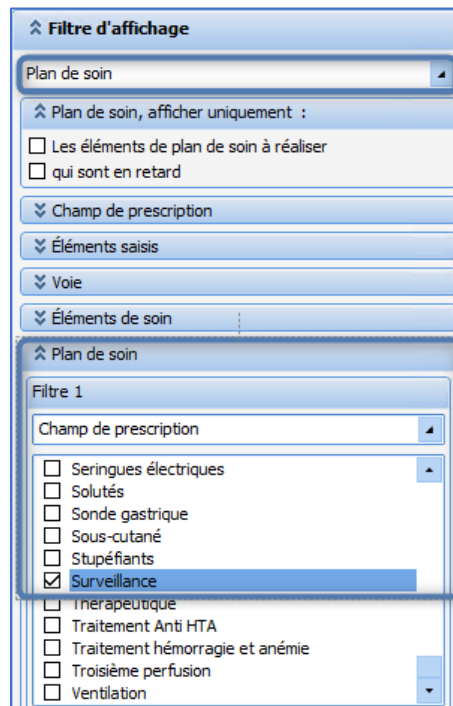 Filtre d'affichage
Plan de soin
Plan de soin, afficher uniquement :
Les éléments de plan de soin à réaliser
qui sont en retard
Champ de prescription
Éléments saisis
Voie
Éléments de soin
Plan de soin
Filtre 1
Champ de prescription
Seringues électriques
Solutés
Sonde gastrique
Sous-cutané
Stupéfiants
Surveillance
Thérapeutique
Traitement Anti HTA
Traitement hémorragie et anémie
Troisième perfusion
Ventilation